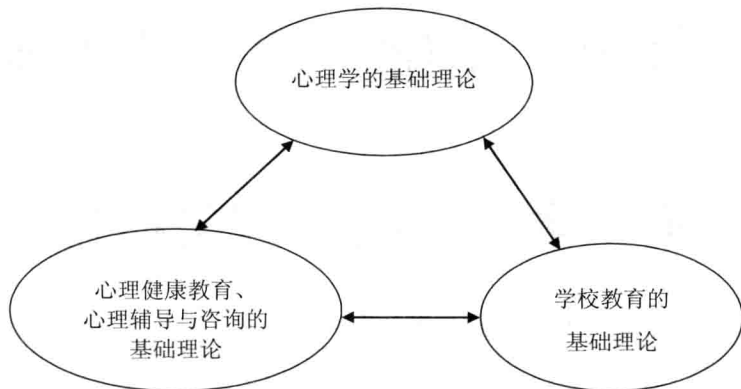 心理学的基础理论
心理健康教育、
心理辅导与咨询的
基础理论
学校教育的
基础理论